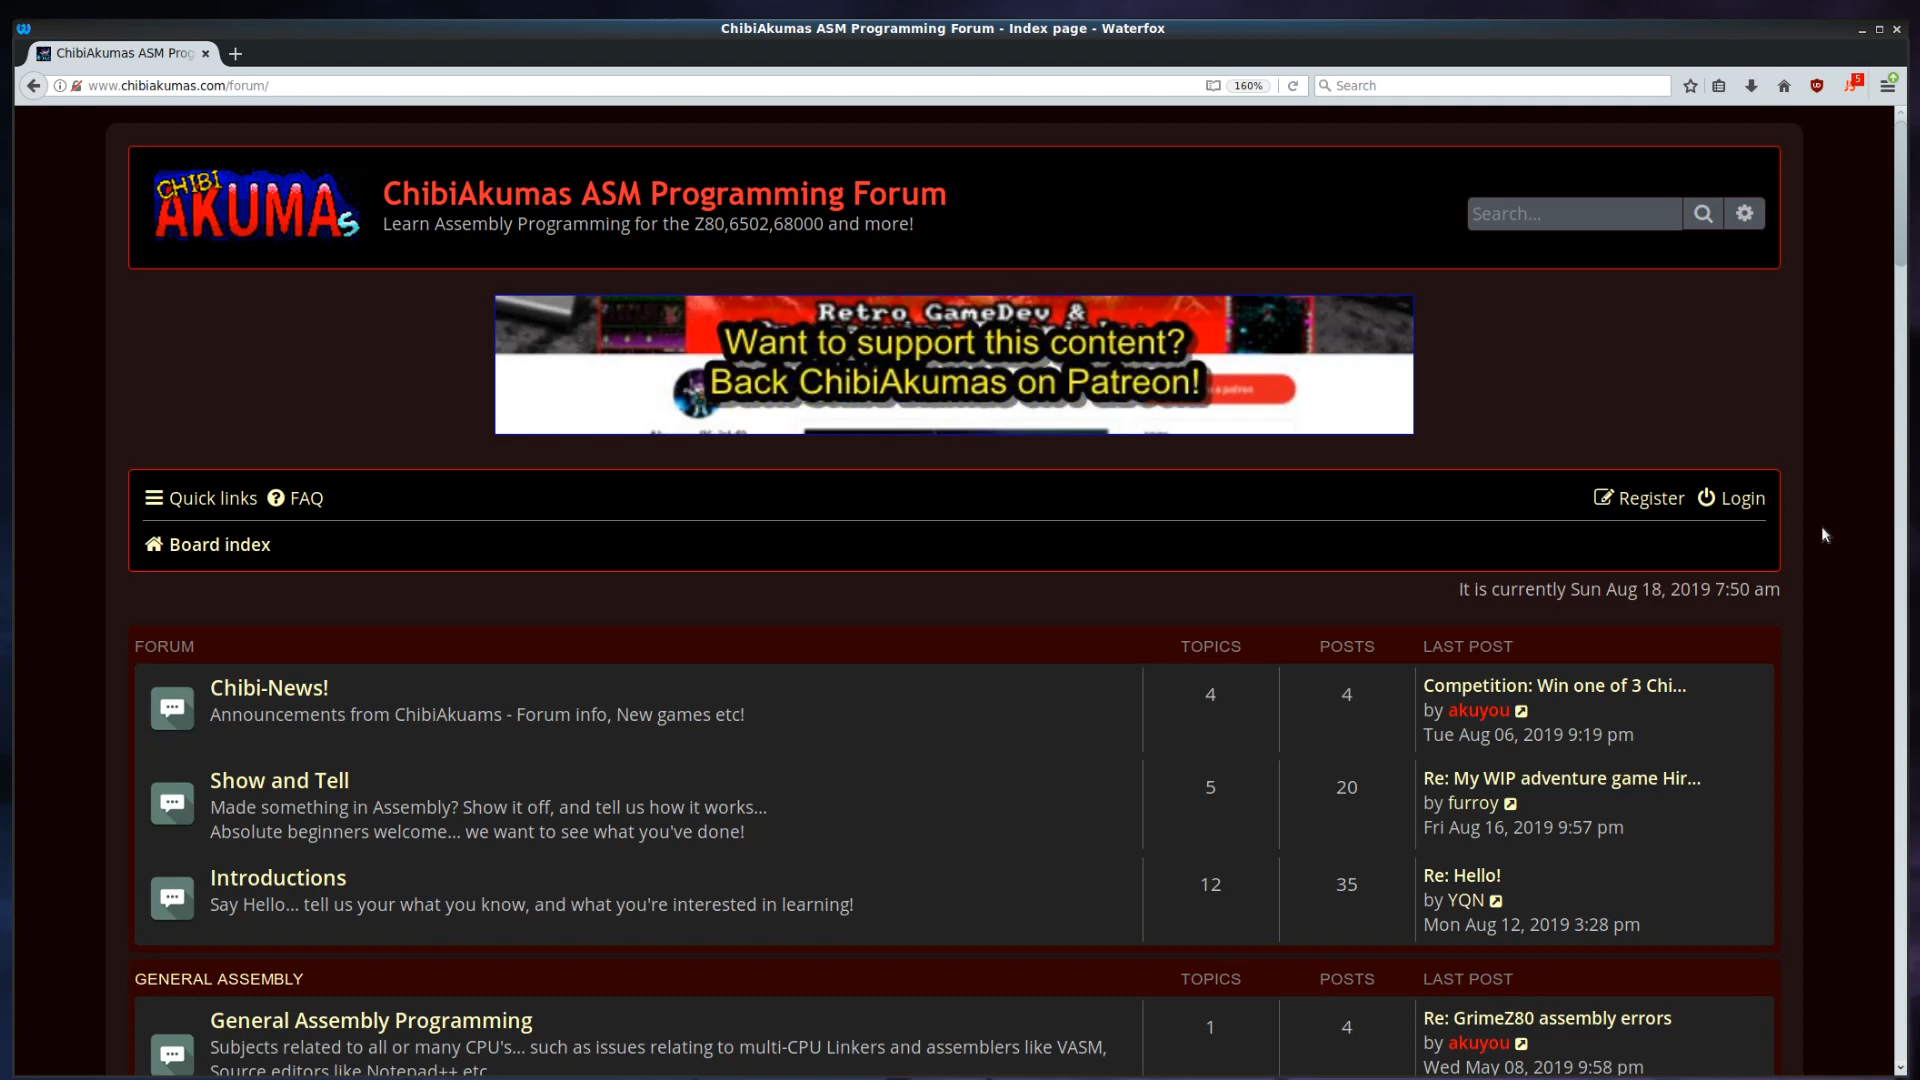 ChibiAkumas ASM Programming Forum - Index page - Waterfox
ChibiAkumas ASM Prog
www.chibiakumas.com/forum/
160%
Search
5
CHIBI
AKUMAs
ChibiAkumas ASM Programming Forum
Learn Assembly Programming for the Z80,6502,68000 and more!
Search...
Retro GameDev &
Want to support this content?
Back ChibiAkumas on Patreon!
a patron
Quick links FAQ
Register Login
Board index
It is currently Sun Aug 18, 2019 7:50 am
FORUM TOPICS POSTS LAST POST
Chibi-News!
Announcements from ChibiAkuams - Forum info, New games etc!
4
4
Competition: Win one of 3 Chi...
by akuyou
Tue Aug 06, 2019 9:19 pm
Show and Tell
Made something in Assembly? Show it off, and tell us how it works...
Absolute beginners welcome... we want to see what you've done!
5
20
Re: My WIP adventure game Hir...
by furroy
Fri Aug 16, 2019 9:57 pm
Introductions
Say Hello... tell us your what you know, and what you're interested in learning!
12
35
Re: Hello!
by YQN
Mon Aug 12, 2019 3:28 pm
GENERAL ASSEMBLY TOPICS POSTS LAST POST
General Assembly Programming
Subjects related to all or many CPU's... such as issues relating to multi-CPU Linkers and assemblers like VASM,
Source editors like Notepad++ etc
1
4
Re: GrimeZ80 assembly errors
by akuyou
Wed May 08, 2019 9:58 pm